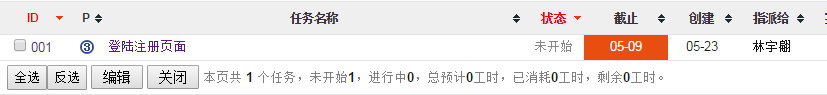 ID P 任务名称 状态 截止 创建 指派给
001 3 登陆注册页面 未开始 05-09 05-23 林宇翩
全选 反选 编辑 关闭 本页共 1 个任务，未开始1，进行中0，总预计0工时，已消耗0工时，剩余0工时。